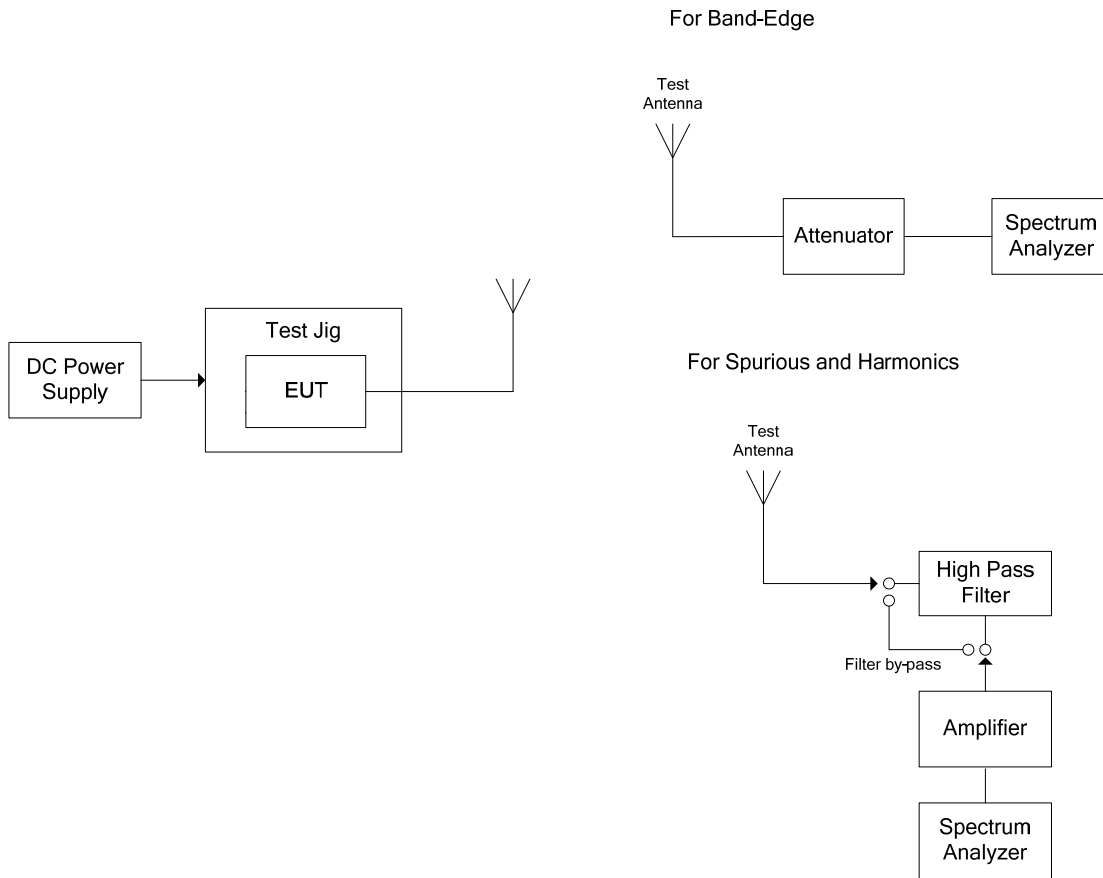 For Band-Edge
Test
Antenna
Attenuator
Spectrum
Analyzer
DC Power
Supply
Test Jig
EUT
For Spurious and Harmonics
Test
Antenna
High Pass
Filter
Filter by-pass
Amplifier
Spectrum
Analyzer